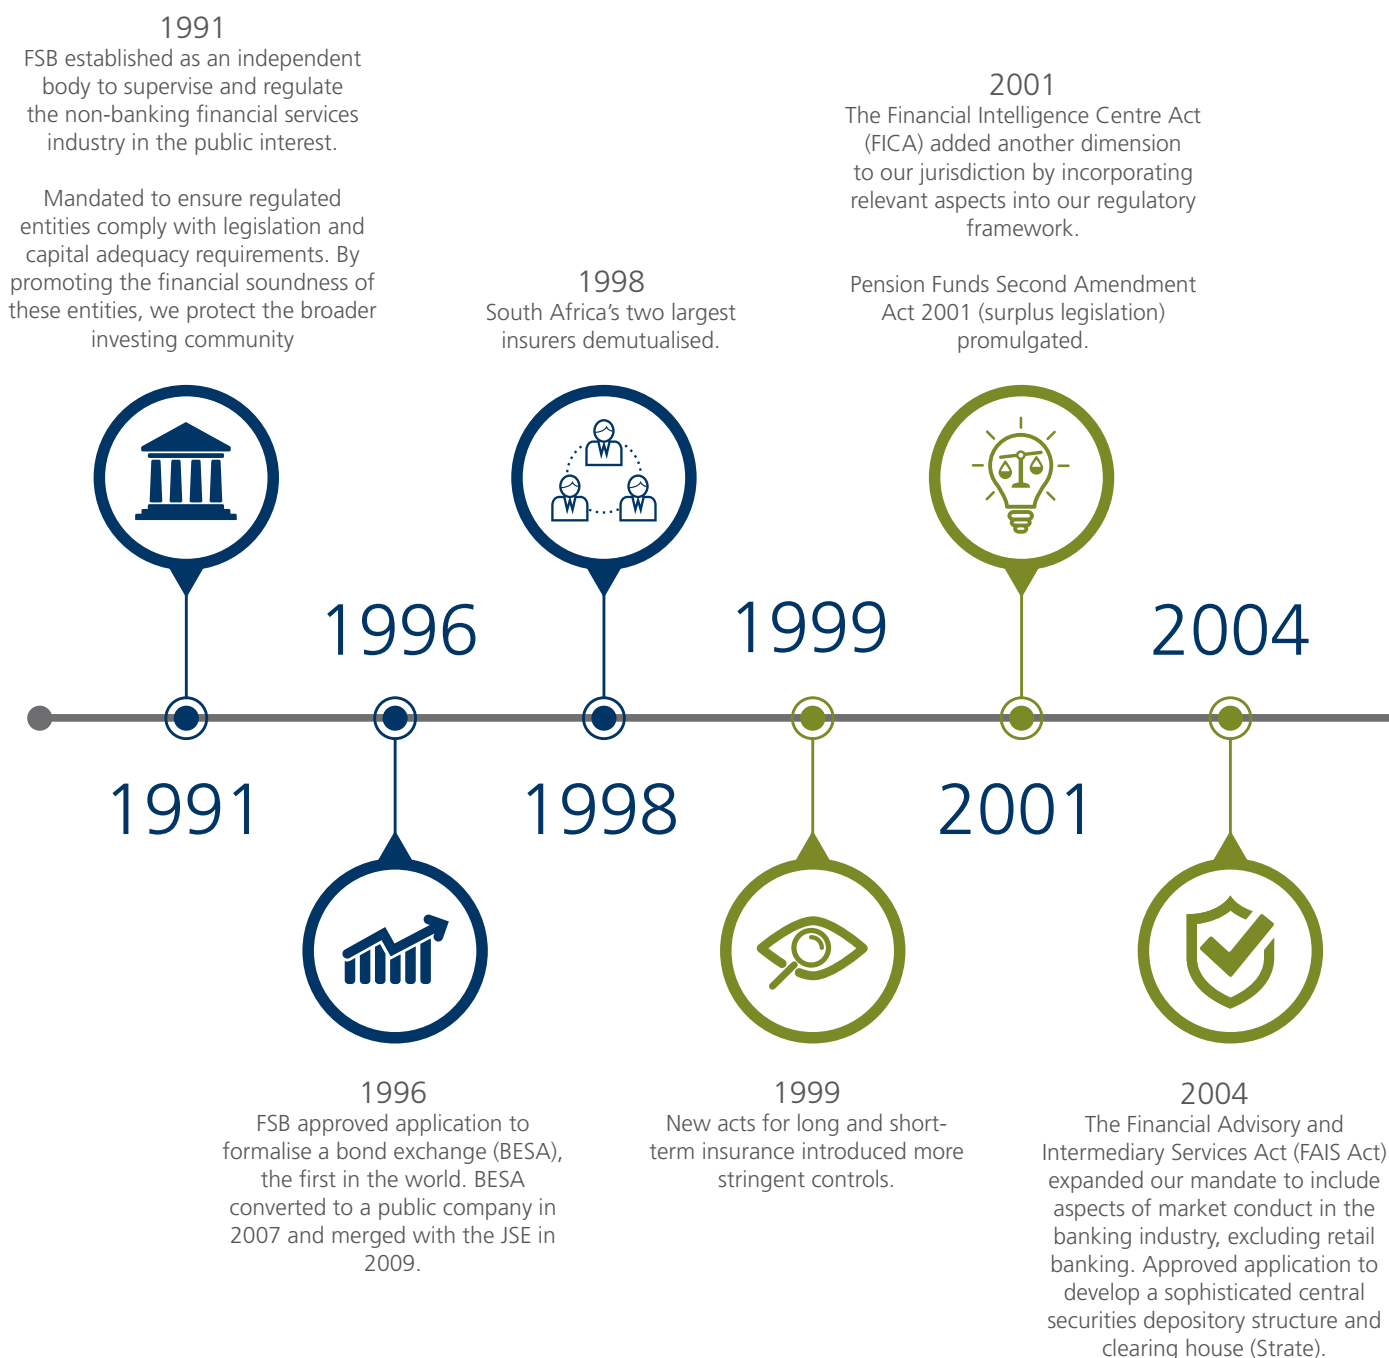 1991
FSB established as an independent
body to supervise and regulate
the non-banking financial services
industry in the public interest.
Mandated to ensure regulated
entities comply with legislation and
capital adequacy requirements. By
promoting the financial soundness of
these entities, we protect the broader
investing community
1998
South Africa’s two largest
insurers demutualised.
2001
The Financial Intelligence Centre Act
(FICA) added another dimension
to our jurisdiction by incorporating
relevant aspects into our regulatory
framework.
Pension Funds Second Amendment
Act 2001 (surplus legislation)
promulgated.
1996
1999
2004
1991
1998
2001
1996
FSB approved application to
formalise a bond exchange (BESA),
the first in the world. BESA
converted to a public company in
2007 and merged with the JSE in
2009.
1999
New acts for long and short-
term insurance introduced more
stringent controls.
2004
The Financial Advisory and
Intermediary Services Act (FAIS Act)
expanded our mandate to include
aspects of market conduct in the
banking industry, excluding retail
banking. Approved application to
develop a sophisticated central
securities depository structure and
clearing house (Strate).